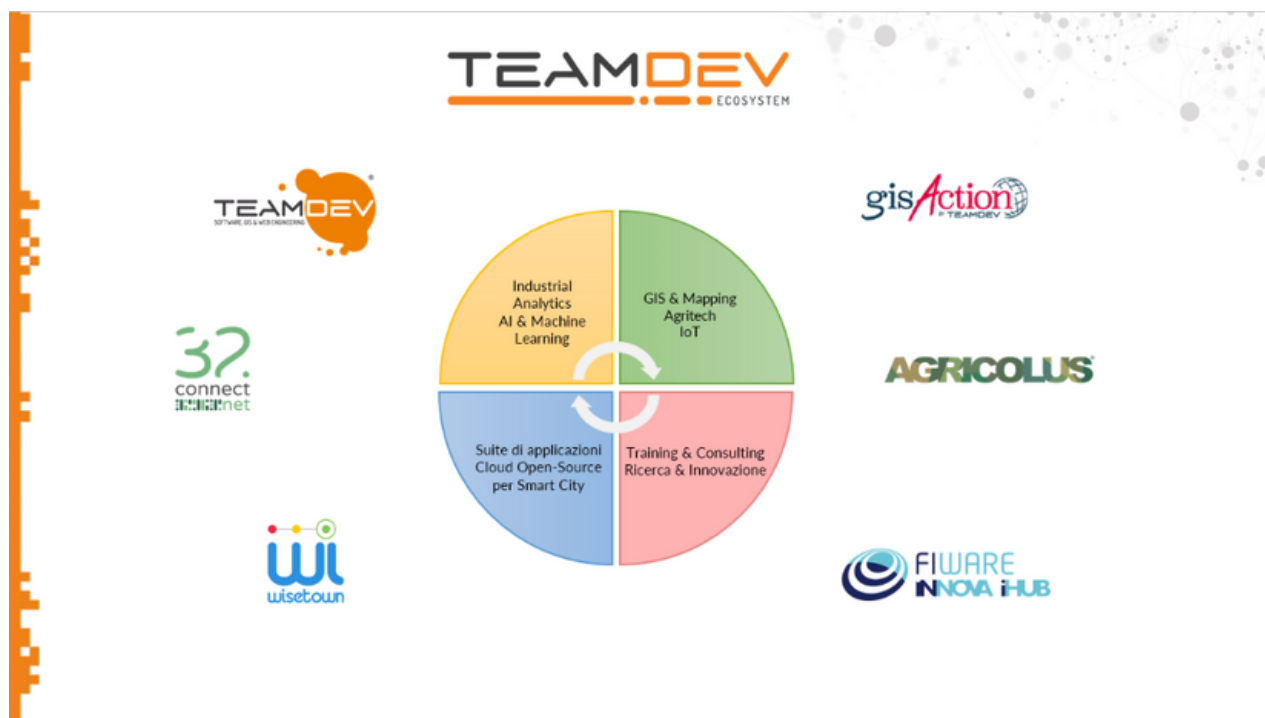 TEAMDEV
ECOSYSTEM
TEAMDEV
SOFTWARE, GIS & WEB ENGINEERING
gisAction
BY TEAMDEV
Industrial
Analytics
AI & Machine
Learning
GIS & Mapping
Agritech
IoT
32.
connect
net
AGRICOLUS
Suite di applicazioni
Cloud Open-Source
per Smart City
Training & Consulting
Ricerca & Innovazione
wi
wisetown
FIWARE
INNOVA iHUB